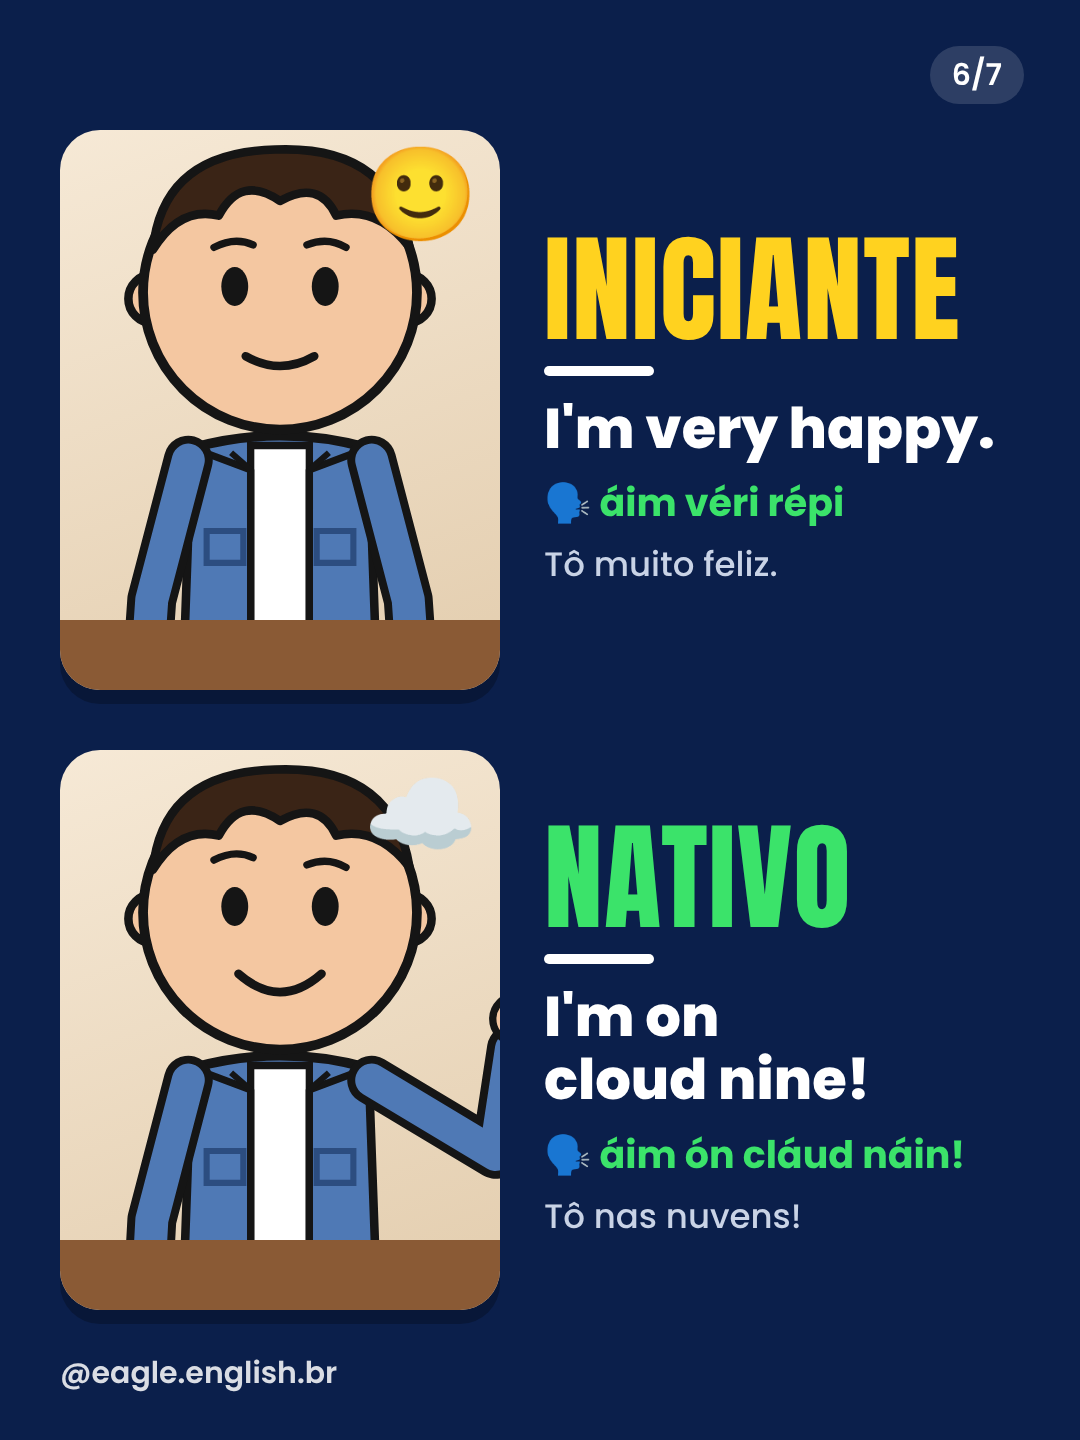 6/7
INICIANTE
I'm very happy.
áim véri répi
Tô muito feliz.
NATIVO
I'm on
cloud nine!
áim ón cláud náin!
Tô nas nuvens!
@eagle.english.br